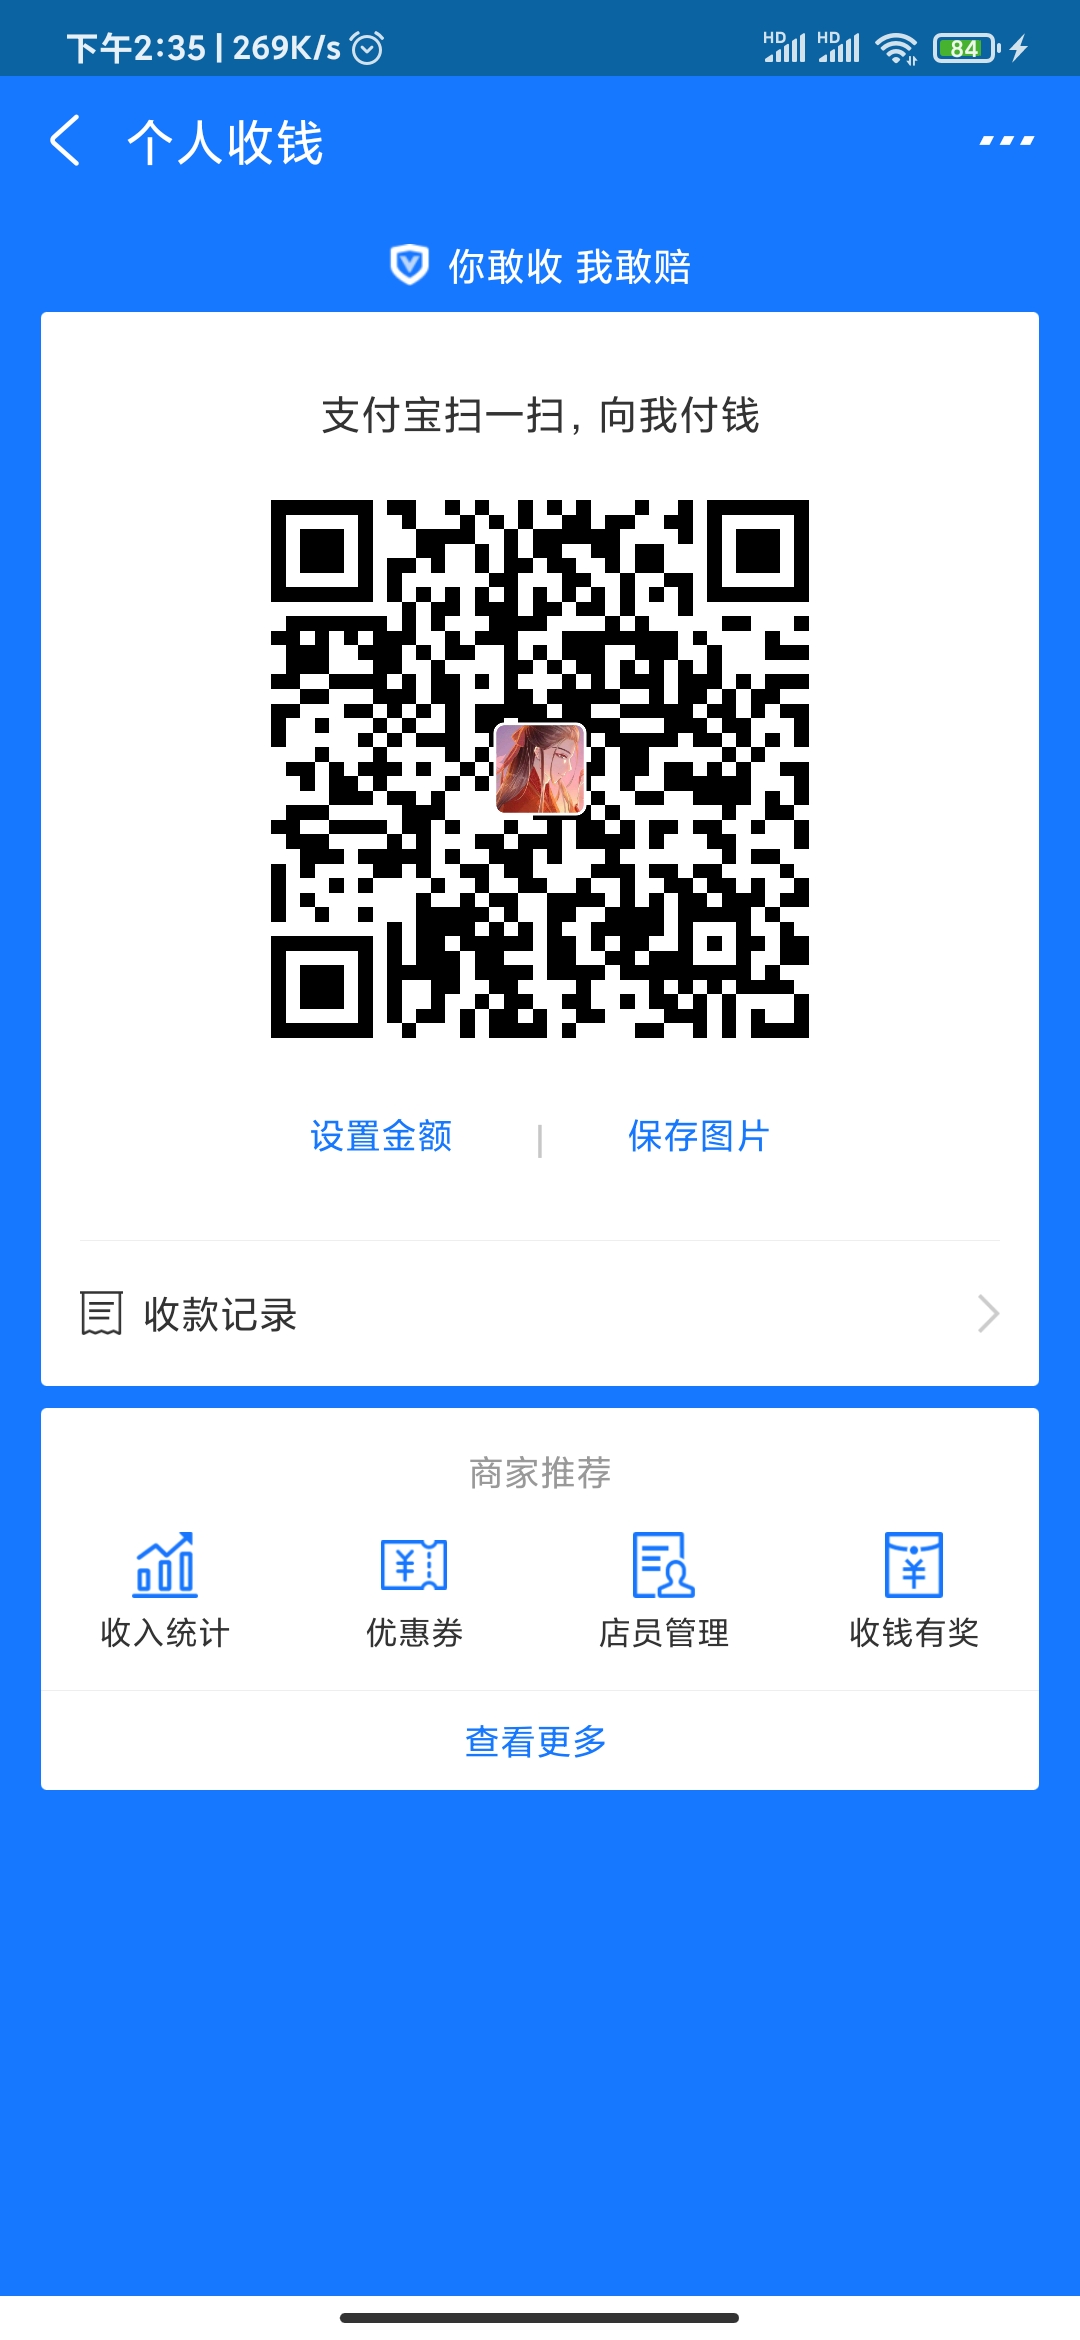 下午2:35 | 269K/s
HD HD 84
个人收钱
你敢收 我敢赔
支付宝扫一扫，向我付钱
设置金额 | 保存图片
收款记录
商家推荐
收入统计 优惠券 店员管理 收钱有奖
查看更多